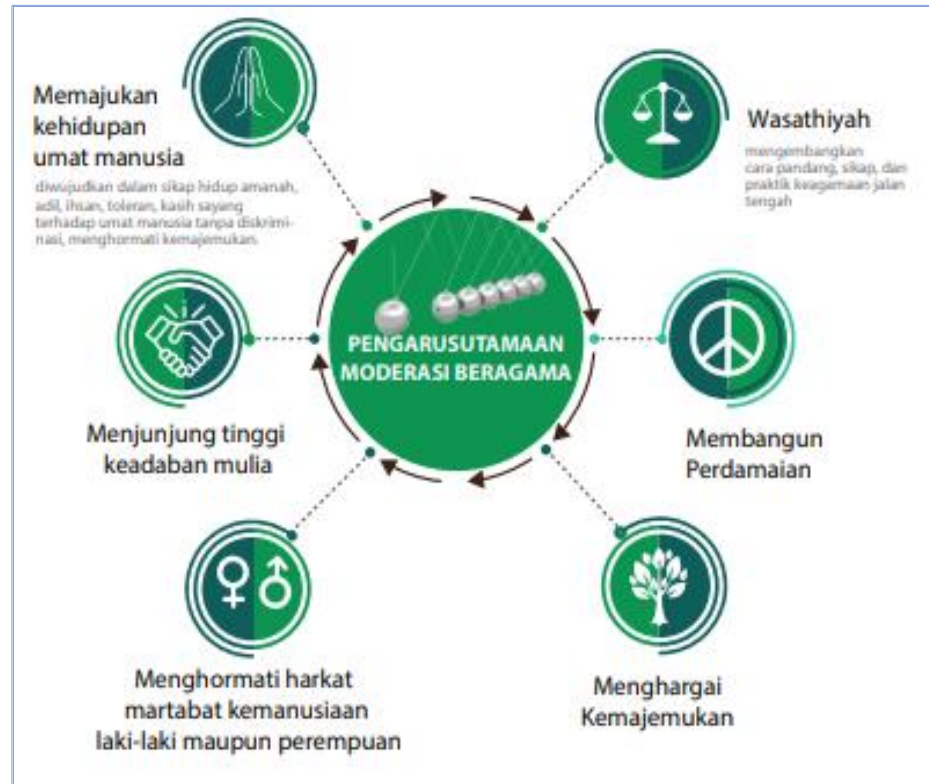 Memajukan
kehidupan
umat manusia
diwujudkan dalam sikap hidup amanah,
adil, ihsan, toleran, kasih sayang
terhadap umat manusia tanpa diskrimi-
nasi, menghormati kemajemukan.
Wasathiyah
mengembangkan
cara pandang, sikap, dan
praktik keagamaan jalan
tengah
PENGARUSUTAMAAN
MODERASI BERAGAMA
Menjunjung tinggi
keadaban mulia
Membangun
Perdamaian
Menghormati harkat
martabat kemanusiaan
laki-laki maupun perempuan
Menghargai
Kemajemukan